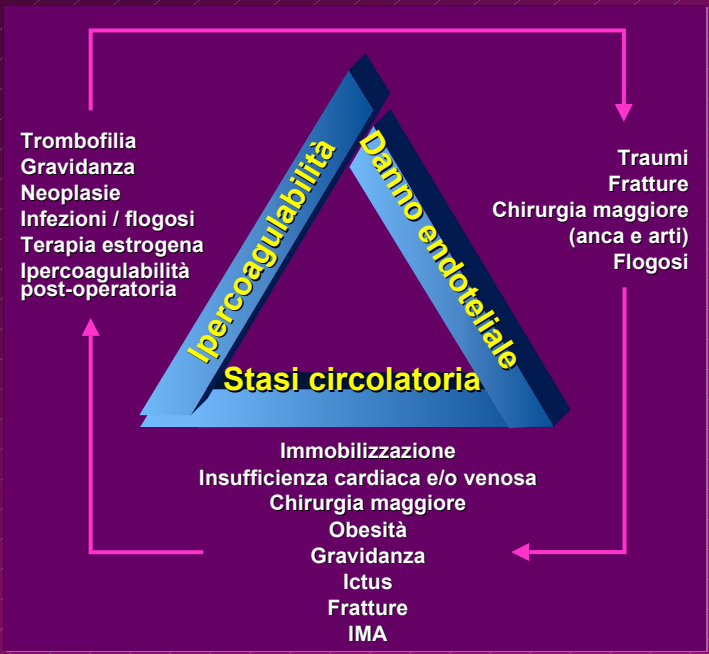 Ipercoagulabilità
Danno endoteliale
Stasi circolatoria
Trombofilia
Gravidanza
Neoplasie
Infezioni / flogosi
Terapia estrogena
Ipercoagulabilità
post-operatoria
Traumi
Fratture
Chirurgia maggiore
(anca e arti)
Flogosi
Immobilizzazione
Insufficienza cardiaca e/o venosa
Chirurgia maggiore
Obesità
Gravidanza
Ictus
Fratture
IMA